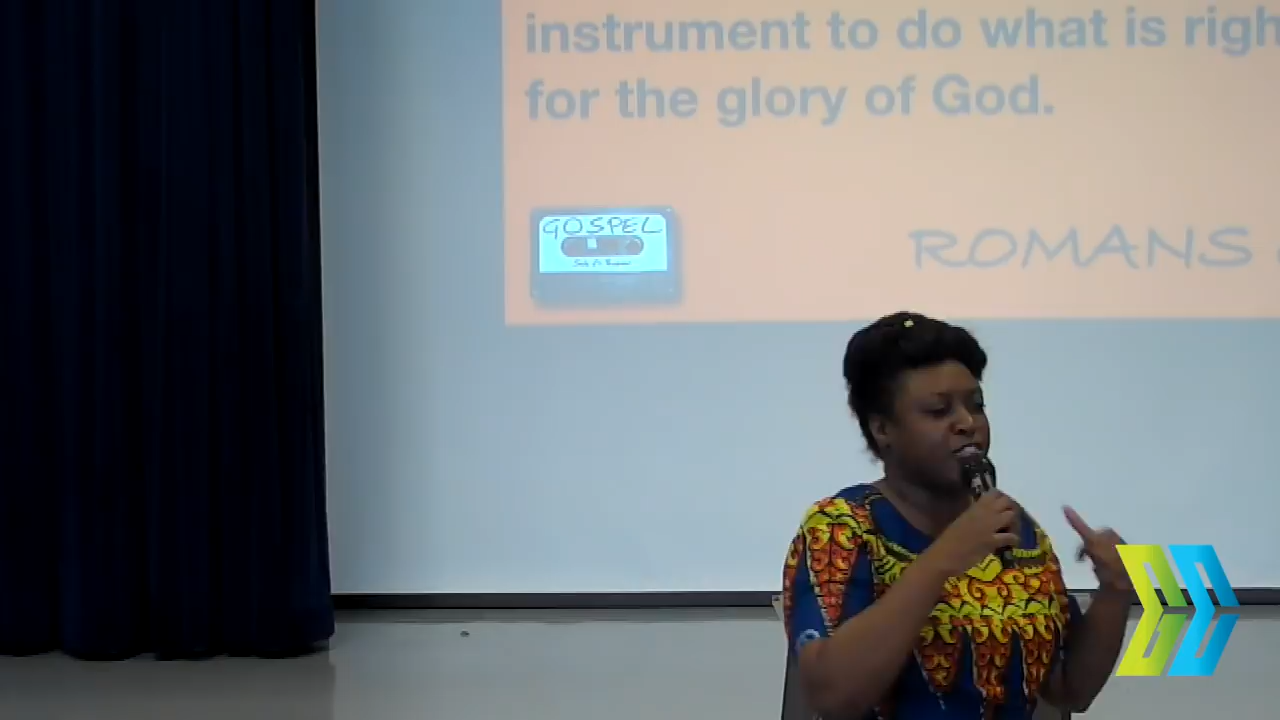 instrument to do what is righ
for the glory of God.
GOSPEL
ROMANS